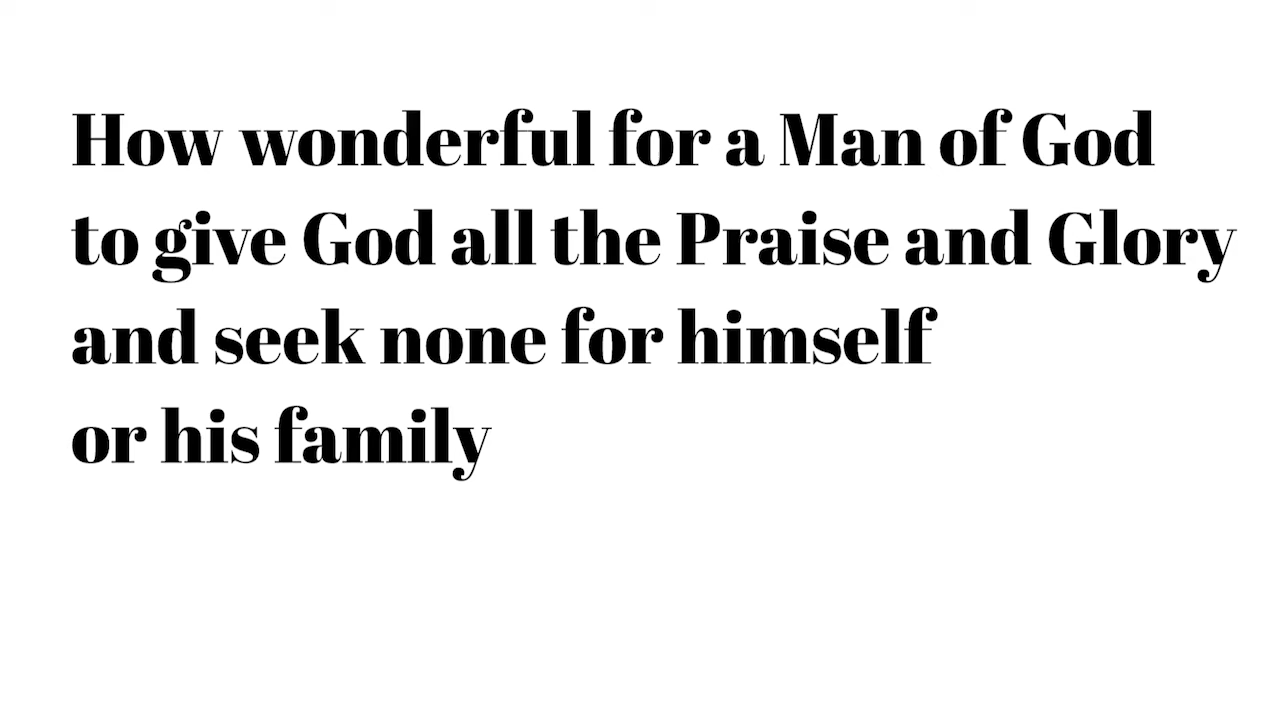 How wonderful for a Man of God
to give God all the Praise and Glory
and seek none for himself
or his family